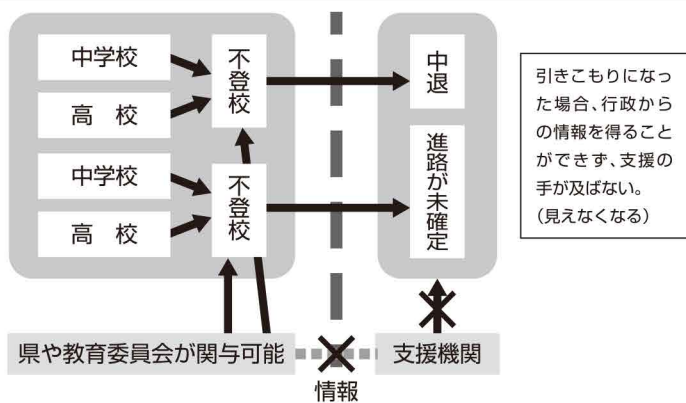 中学校
高 校
不登校
中退
中学校
高 校
不登校
進路が未確定
引きこもりになっ
た場合、行政から
の情報を得ること
ができず、支援の
手が及ばない。
（見えなくなる）
県や教育委員会が関与可能
支援機関
情報